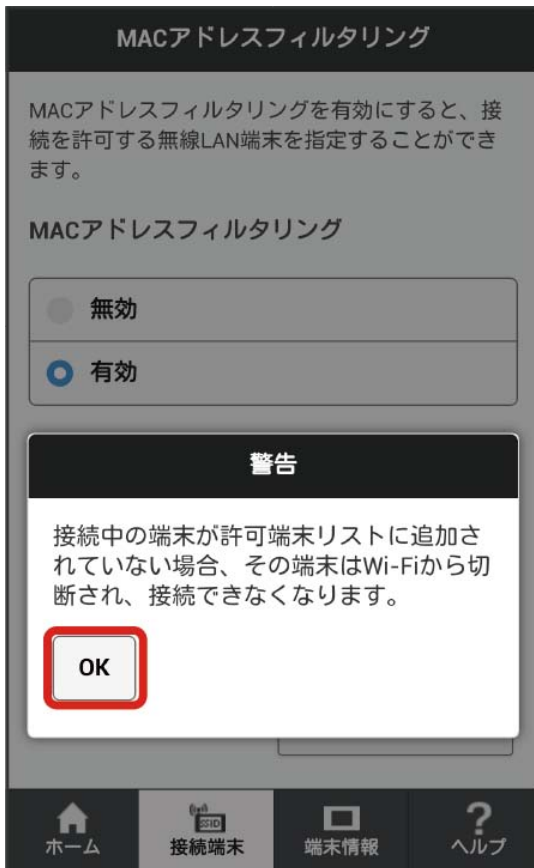 MACアドレスフィルタリング
MACアドレスフィルタリングを有効にすると、接
続を許可する無線LAN端末を指定することができ
ます。
MACアドレスフィルタリング
無効
有効
警告
接続中の端末が許可端末リストに追加さ
れていない場合、その端末はWi-Fiから切
断され、接続できなくなります。
OK
SSID
ホーム
接続端末
端末情報
?
ヘルプ